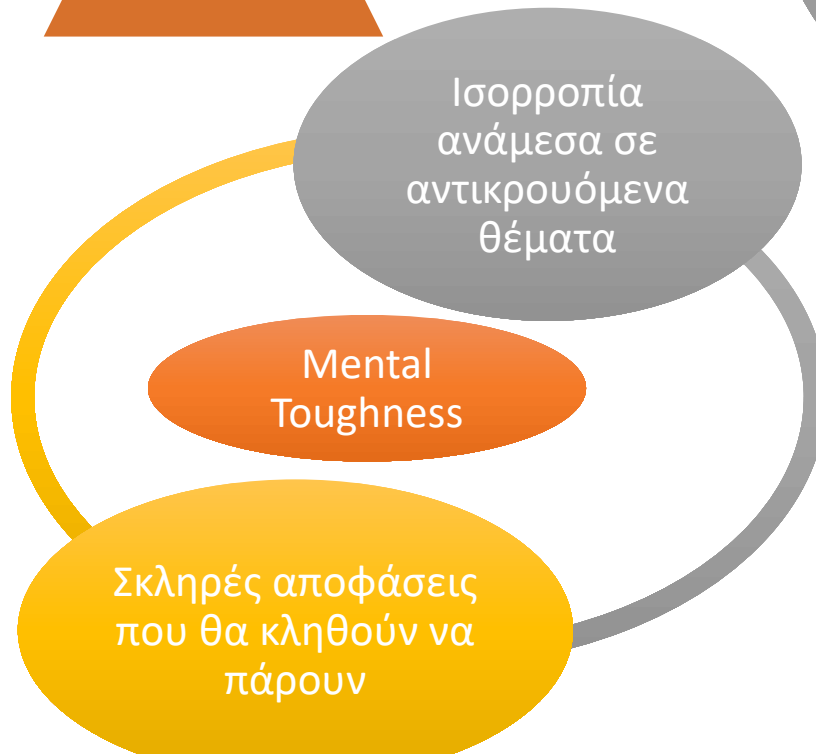 Ισορροπία
ανάμεσα σε
αντικρουόμενα
θέματα
Mental
Toughness
Σκληρές αποφάσεις
που θα κληθούν να
πάρουν